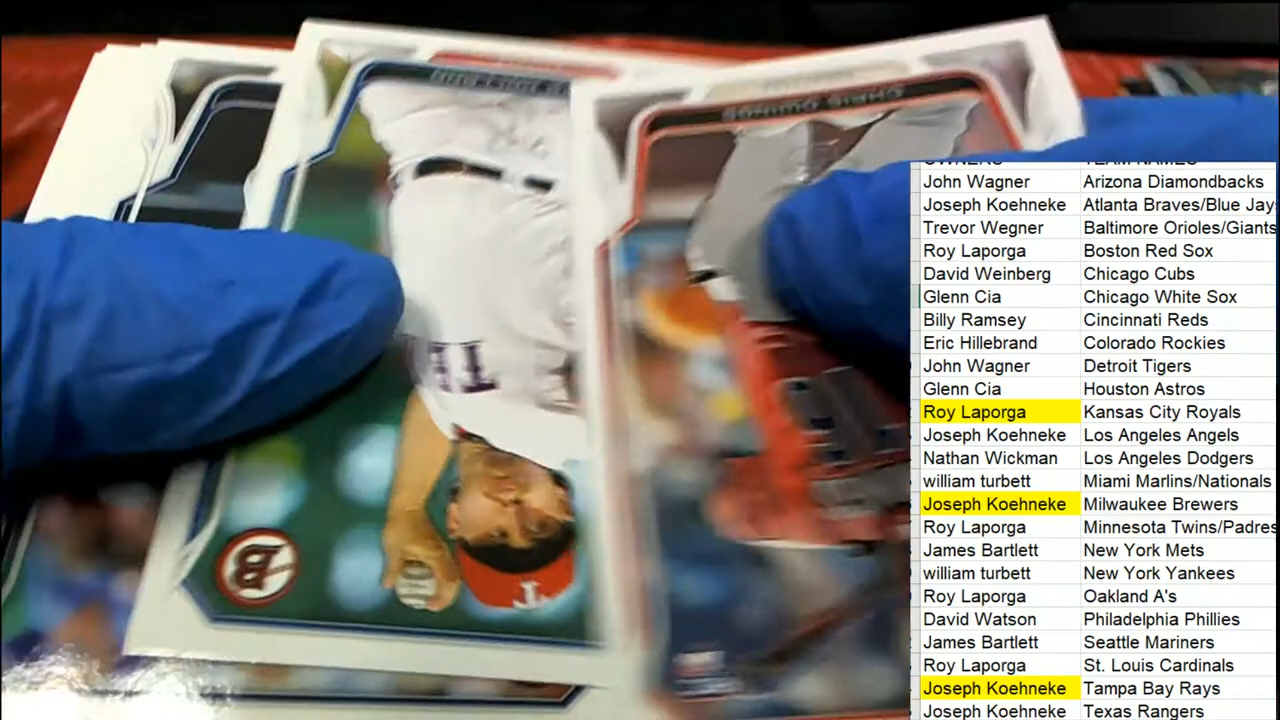 CHRIS OWINGS
B
T
OWNERS TEAM NAMES
John Wagner Arizona Diamondbacks
Joseph Koehneke Atlanta Braves/Blue Jay
Trevor Wegner Baltimore Orioles/Giants
Roy Laporga Boston Red Sox
David Weinberg Chicago Cubs
Glenn Cia Chicago White Sox
Billy Ramsey Cincinnati Reds
Eric Hillebrand Colorado Rockies
John Wagner Detroit Tigers
Glenn Cia Houston Astros
Roy Laporga Kansas City Royals
Joseph Koehneke Los Angeles Angels
Nathan Wickman Los Angeles Dodgers
william turbett Miami Marlins/Nationals
Joseph Koehneke Milwaukee Brewers
Roy Laporga Minnesota Twins/Padres
James Bartlett New York Mets
william turbett New York Yankees
Roy Laporga Oakland A's
David Watson Philadelphia Phillies
James Bartlett Seattle Mariners
Roy Laporga St. Louis Cardinals
Joseph Koehneke Tampa Bay Rays
Joseph Koehneke Texas Rangers